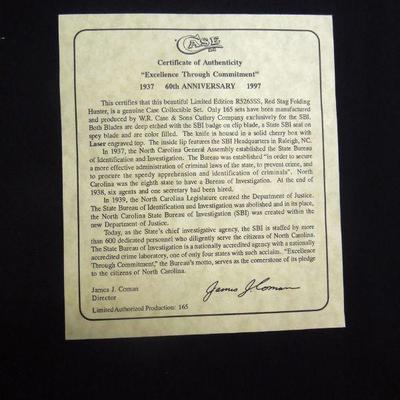 CASE
XX
Certificate of Authenticity
"Excellence Through Commitment"
1937 60th ANNIVERSARY 1997
This certifies that this beautiful Limited Edition R5265SS, Red Stag Folding
Hunter, is a genuine Case Collectible Set. Only 165 sets have been manufactured
and produced by W.R. Case & Sons Cutlery Company exclusively for the SBI.
Both Blades are deep etched with the SBI badge on clip blade, a State SBI seal on
spey blade and are color filled. The knife is housed in a solid cherry box with
Laser engraved top. The inside lip features the SBI Headquarters in Raleigh, NC.
In 1937, the North Carolina General Assembly established the State Bureau
of Identification and Investigation. The Bureau was established "in order to secure
a more effective administration of criminal laws of the state, to prevent crime, and
to procure the speedy apprehension and identification of criminals". North
Carolina was the eighth state to have a Bureau of Investigation. At the end of
1938, six agents and one secretary had been hired.
In 1939, the North Carolina Legislature created the Department of Justice.
The State Bureau of Identification and Investigation was abolished and in its place,
the North Carolina State Bureau of Investigation (SBI) was created within the
new Department of Justice.
Today, as the State's chief investigative agency, the SBI is staffed by more
than 600 dedicated personnel who diligently serve the citizens of North Carolina.
The State Bureau of Investigation is a nationally accredited agency with a nationally
accredited crime laboratory, one of only four states with such acclaim. "Excellence
Through Commitment," the Bureau's motto, serves as the cornerstone of its pledge
to the citizens of North Carolina.
James J. Coman
Director
James J. Coman
Limited Authorized Production: 165